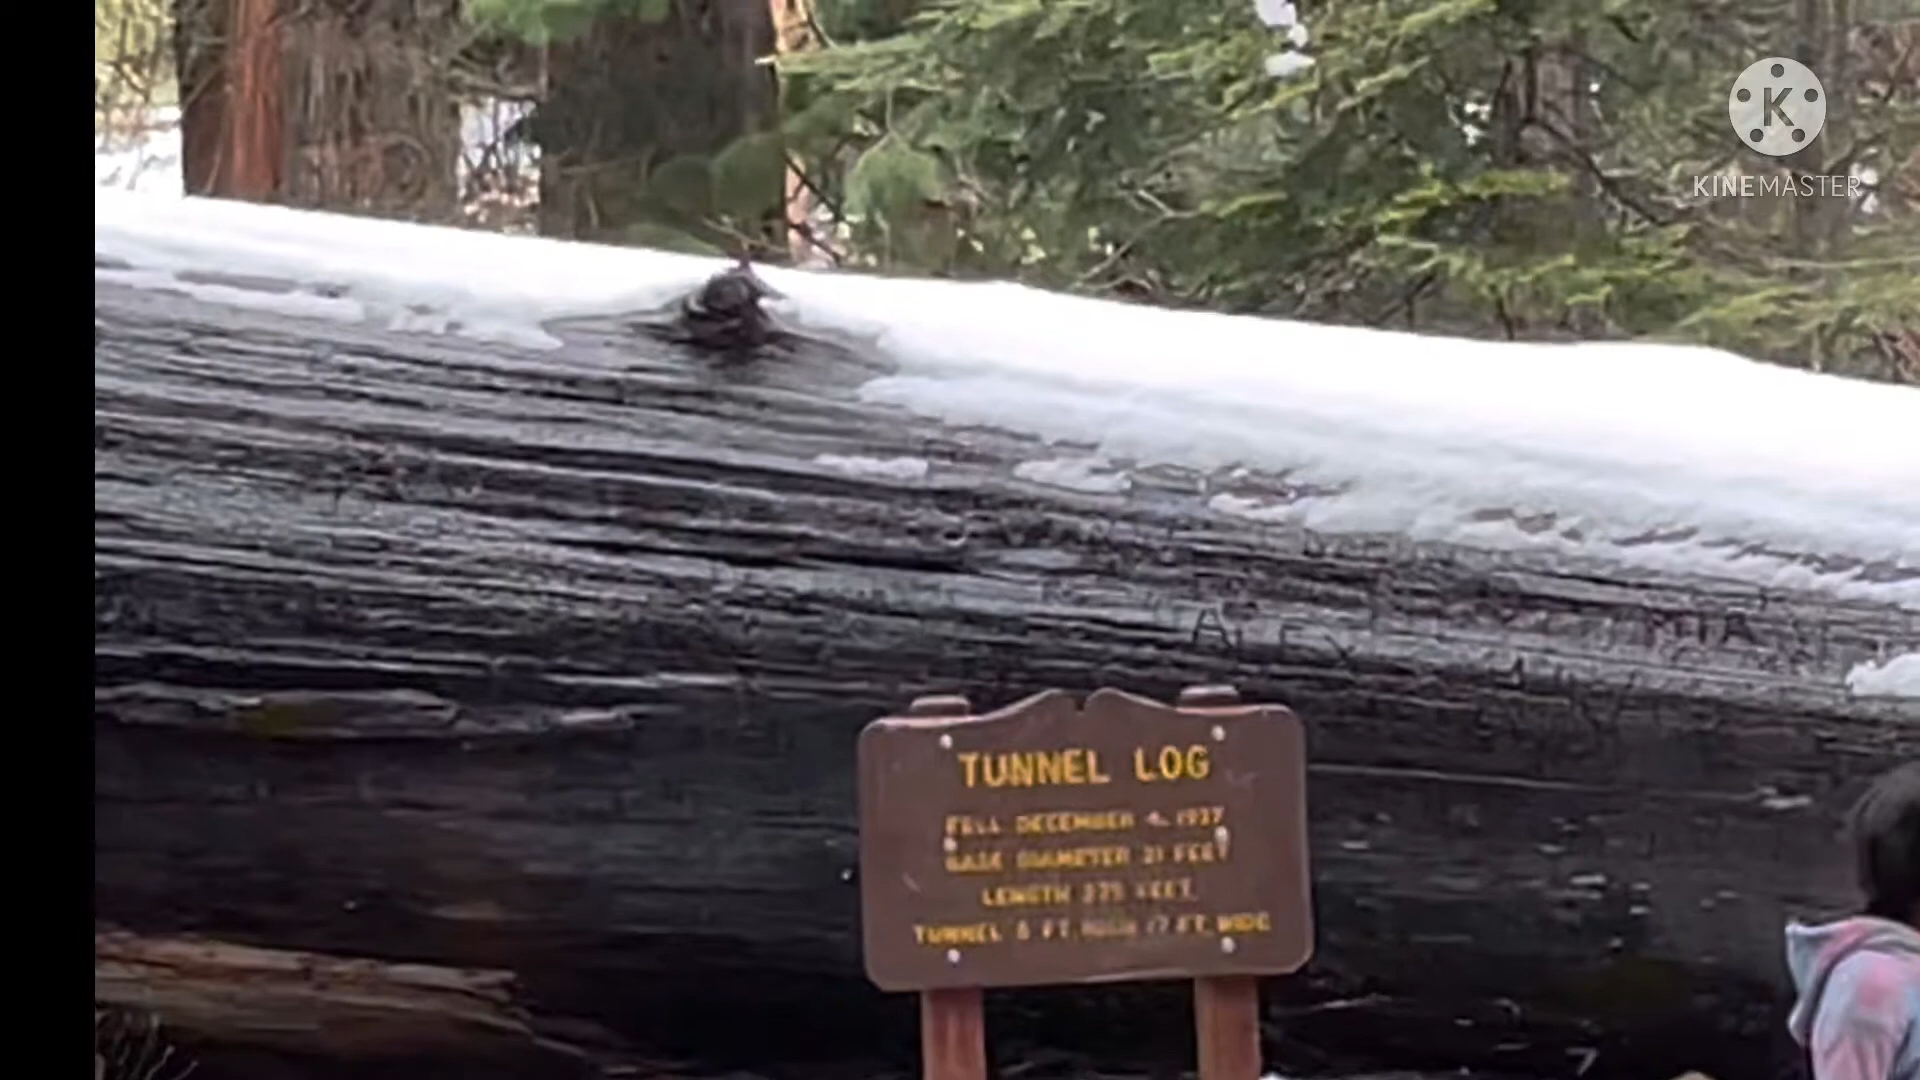 KINEMASTER
ALEX
TUNNEL LOG
FELL DECEMBER 4, 1937
BASE DIAMETER 21 FEET
LENGTH 275 FEET
TUNNEL 8 FT. HIGH 17 FT. WIDE